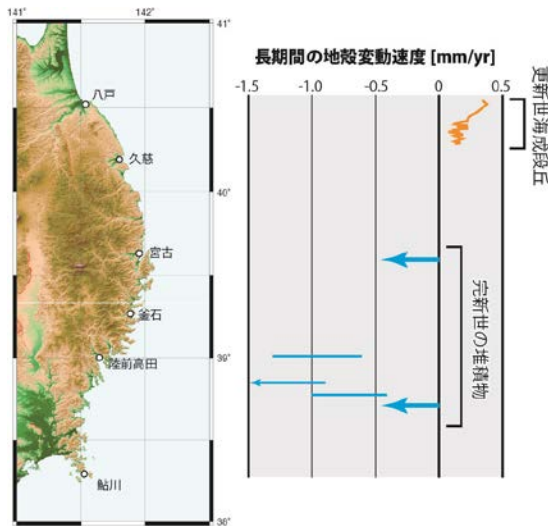 141° 142°
41°
八戸
久慈
40°
宮古
釜石
39°
陸前高田
鮎川
38°
長期間の地殻変動速度 [mm/yr]
-1.5 -1.0 -0.5 0 0.5
更新世海成段丘
完新世の堆積物